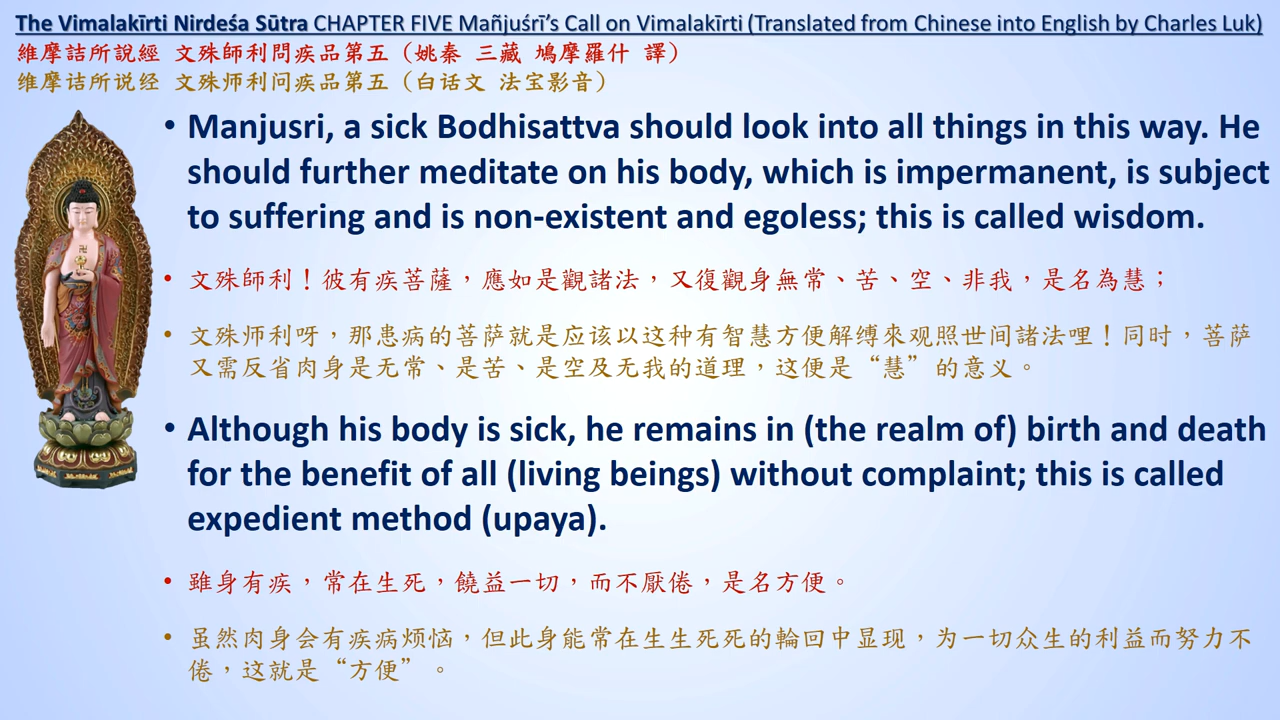 The Vimalakīrti Nirdeśa Sūtra CHAPTER FIVE Mañjuśrī’s Call on Vimalakīrti (Translated from Chinese into English by Charles Luk)
維摩詰所說經 文殊師利問疾品第五（姚秦 三藏 鳩摩羅什 譯）
维摩诘所说经 文殊师利问疾品第五（白话文 法宝影音）
• Manjusri, a sick Bodhisattva should look into all things in this way. He
should further meditate on his body, which is impermanent, is subject
to suffering and is non-existent and egoless; this is called wisdom.
• 文殊師利！彼有疾菩薩，應如是觀諸法，又復觀身無常、苦、空、非我，是名為慧；
• 文殊师利呀，那患病的菩萨就是应该以这种有智慧方便解缚來观照世间諸法哩！同时，菩萨
又需反省肉身是无常、是苦、是空及无我的道理，这便是“慧”的意义。
• Although his body is sick, he remains in (the realm of) birth and death
for the benefit of all (living beings) without complaint; this is called
expedient method (upaya).
• 雖身有疾，常在生死，饒益一切，而不厭倦，是名方便。
• 虽然肉身会有疾病烦恼，但此身能常在生生死死的輪回中显现，为一切众生的利益而努力不
倦，这就是“方便”。